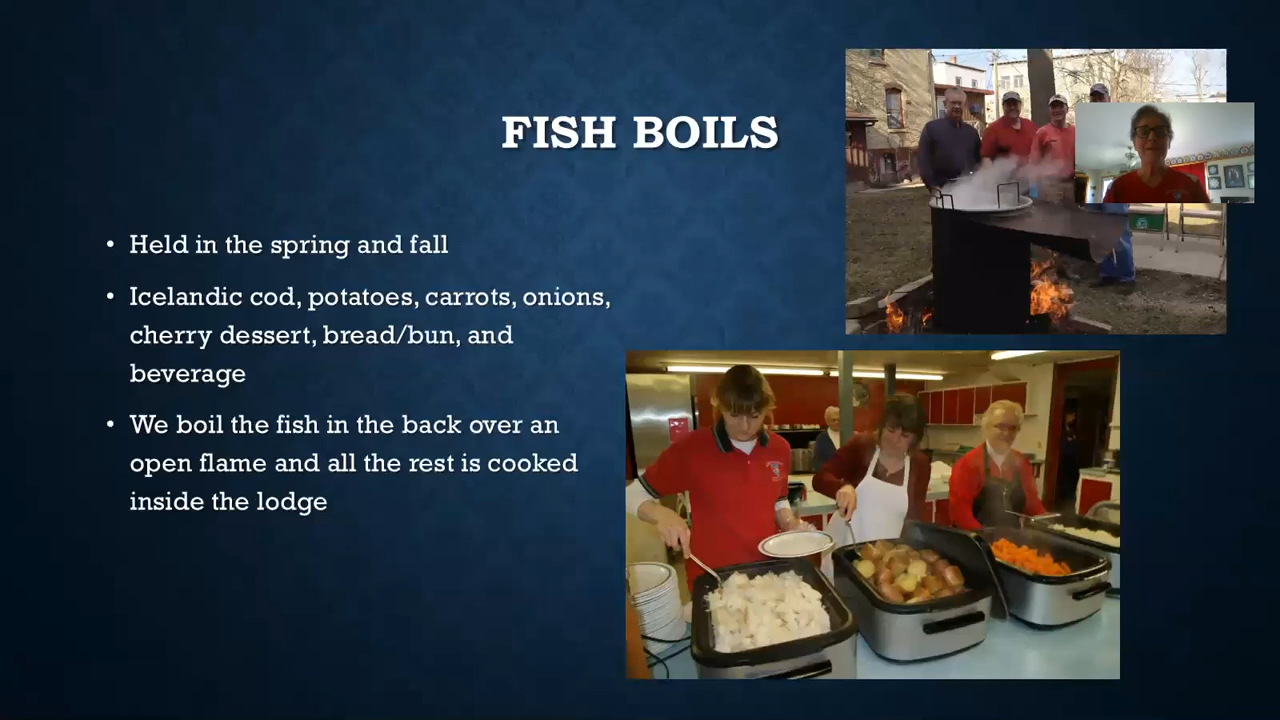 FISH BOILS
• Held in the spring and fall
• Icelandic cod, potatoes, carrots, onions,
cherry dessert, bread/bun, and
beverage
• We boil the fish in the back over an
open flame and all the rest is cooked
inside the lodge